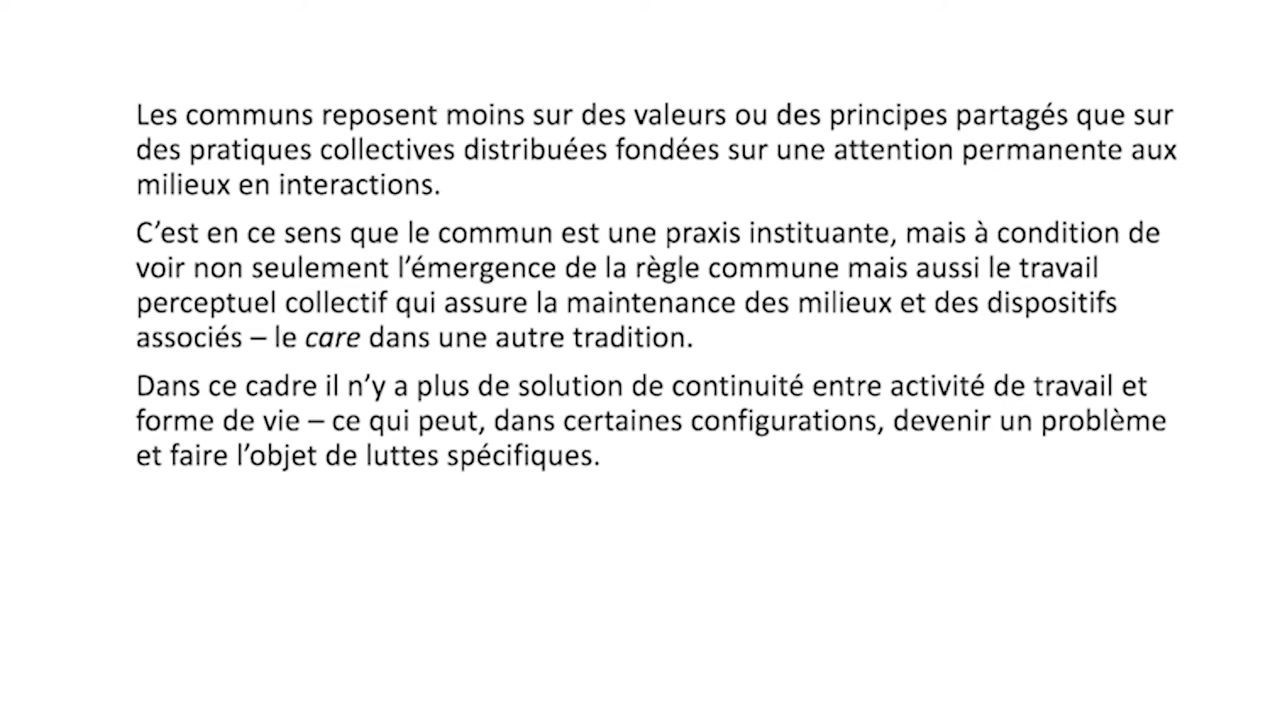 Les communs reposent moins sur des valeurs ou des principes partagés que sur
des pratiques collectives distribuées fondées sur une attention permanente aux
milieux en interactions.
C’est en ce sens que le commun est une praxis instituante, mais à condition de
voir non seulement l’émergence de la règle commune mais aussi le travail
perceptuel collectif qui assure la maintenance des milieux et des dispositifs
associés – le care dans une autre tradition.
Dans ce cadre il n’y a plus de solution de continuité entre activité de travail et
forme de vie – ce qui peut, dans certaines configurations, devenir un problème
et faire l’objet de luttes spécifiques.